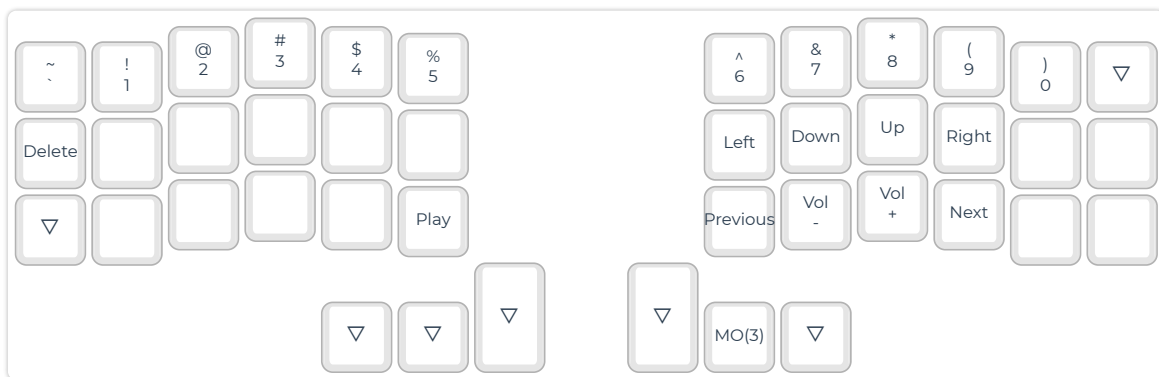 ~
`
!
1
@
2
#
3
$
4
%
5
^
6
&
7
*
8
(
9
)
0
▽
Delete
Left
Down
Up
Right
▽
Play
Previous
Vol
-
Vol
+
Next
▽
▽
▽
▽
MO(3)
▽